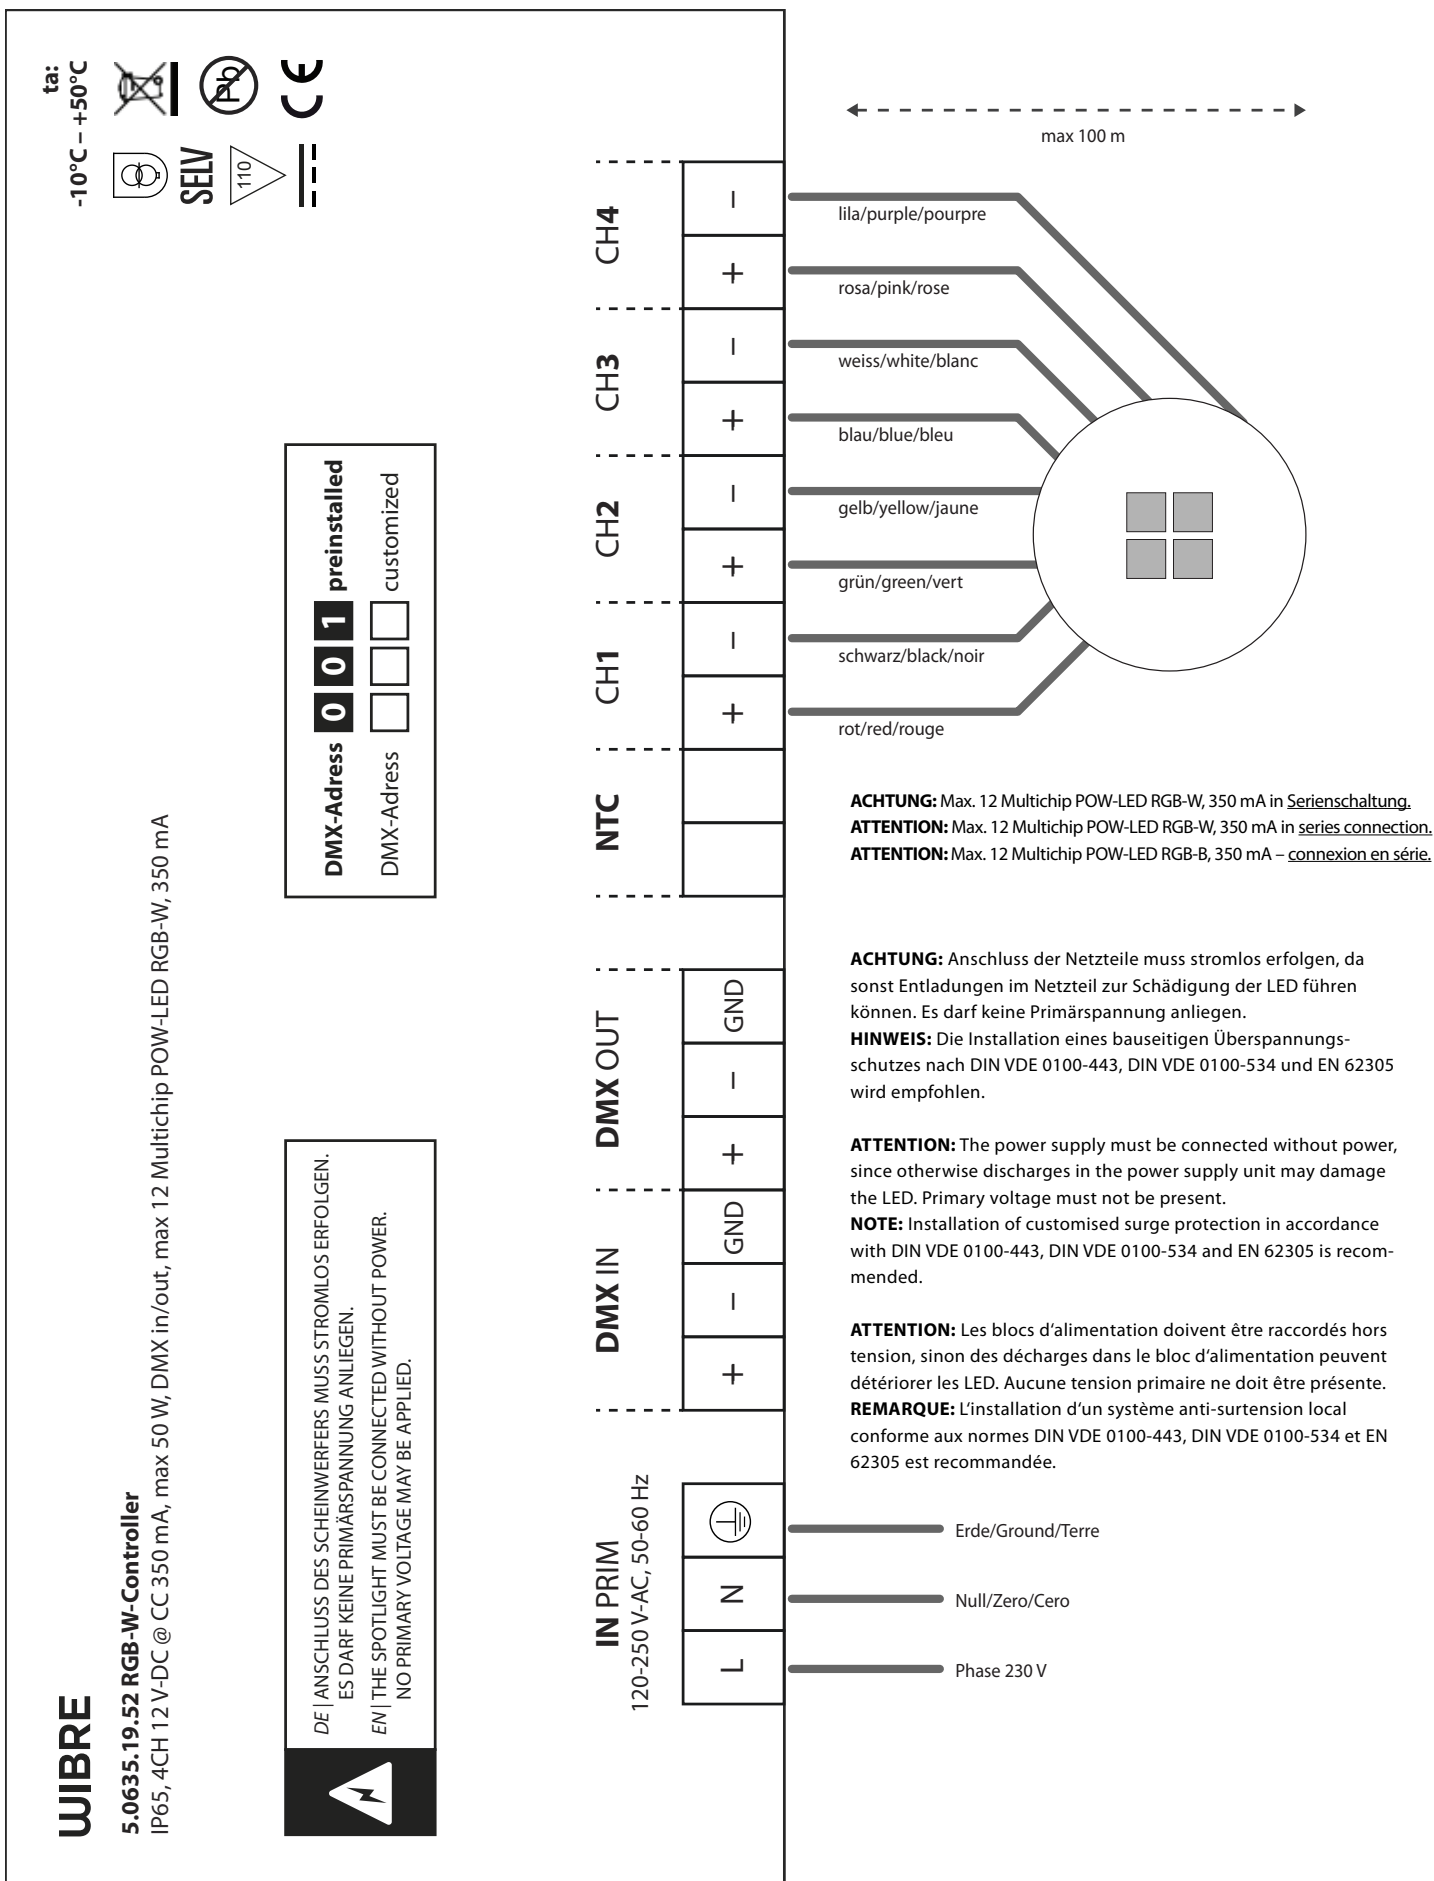 WIBRE
5.0635.19.52 RGB-W-Controller
IP65, 4CH 12 V-DC @ CC 350 mA, max 50 W, DMX in/out, max 12 Multichip POW-LED RGB-W, 350 mA
ta:
-10°C – +50°C
SELV
110
Pb
CE
DE | ANSCHLUSS DES SCHEINWERFERS MUSS STROMLOS ERFOLGEN.
ES DARF KEINE PRIMÄRSPANNUNG ANLIEGEN.
EN | THE SPOTLIGHT MUST BE CONNECTED WITHOUT POWER.
NO PRIMARY VOLTAGE MAY BE APPLIED.
DMX-Adress 0 0 1 preinstalled
DMX-Adress customized
IN PRIM
120-250 V-AC, 50-60 Hz
DMX IN
DMX OUT
NTC
CH1
CH2
CH3
CH4
L
N
+
–
GND
+
–
GND
+
–
+
–
+
–
+
–
max 100 m
lila/purple/pourpre
rosa/pink/rose
weiss/white/blanc
blau/blue/bleu
gelb/yellow/jaune
grün/green/vert
schwarz/black/noir
rot/red/rouge
ACHTUNG: Max. 12 Multichip POW-LED RGB-W, 350 mA in Serienschaltung.
ATTENTION: Max. 12 Multichip POW-LED RGB-W, 350 mA in series connection.
ATTENTION: Max. 12 Multichip POW-LED RGB-B, 350 mA – connexion en série.
ACHTUNG: Anschluss der Netzteile muss stromlos erfolgen, da
sonst Entladungen im Netzteil zur Schädigung der LED führen
können. Es darf keine Primärspannung anliegen.
HINWEIS: Die Installation eines bauseitigen Überspannungs-
schutzes nach DIN VDE 0100-443, DIN VDE 0100-534 und EN 62305
wird empfohlen.
ATTENTION: The power supply must be connected without power,
since otherwise discharges in the power supply unit may damage
the LED. Primary voltage must not be present.
NOTE: Installation of customised surge protection in accordance
with DIN VDE 0100-443, DIN VDE 0100-534 and EN 62305 is recom-
mended.
ATTENTION: Les blocs d‘alimentation doivent être raccordés hors
tension, sinon des décharges dans le bloc d‘alimentation peuvent
détériorer les LED. Aucune tension primaire ne doit être présente.
REMARQUE: L‘installation d‘un système anti-surtension local
conforme aux normes DIN VDE 0100-443, DIN VDE 0100-534 et EN
62305 est recommandée.
Erde/Ground/Terre
Null/Zero/Cero
Phase 230 V